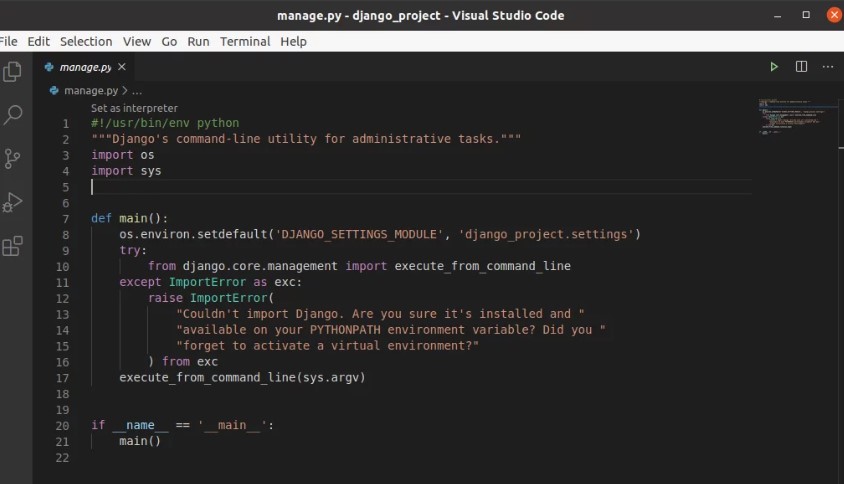 manage.py - django_project - Visual Studio Code
File Edit Selection View Go Run Terminal Help
manage.py
manage.py > ...
Set as interpreter
1 #!/usr/bin/env python
2 """Django's command-line utility for administrative tasks."""
3 import os
4 import sys
5
6
7 def main():
8     os.environ.setdefault('DJANGO_SETTINGS_MODULE', 'django_project.settings')
9     try:
10         from django.core.management import execute_from_command_line
11     except ImportError as exc:
12         raise ImportError(
13             "Couldn't import Django. Are you sure it's installed and "
14             "available on your PYTHONPATH environment variable? Did you "
15             "forget to activate a virtual environment?"
16         ) from exc
17     execute_from_command_line(sys.argv)
18
19
20 if __name__ == '__main__':
21     main()
22